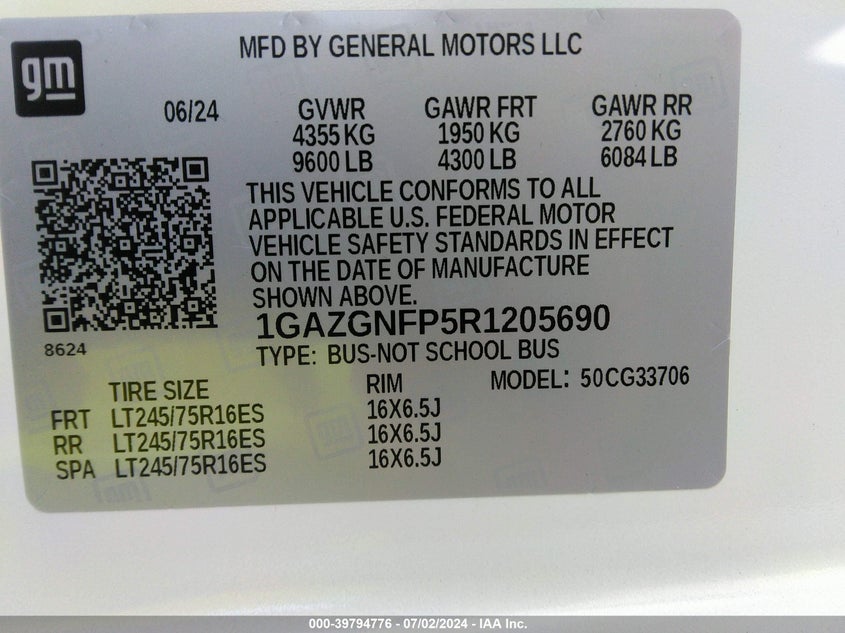 gm
MFD BY GENERAL MOTORS LLC
06/24 GVWR GAWR FRT GAWR RR
4355 KG 1950 KG 2760 KG
9600 LB 4300 LB 6084 LB
THIS VEHICLE CONFORMS TO ALL
APPLICABLE U.S. FEDERAL MOTOR
VEHICLE SAFETY STANDARDS IN EFFECT
ON THE DATE OF MANUFACTURE
SHOWN ABOVE.
1GAZGNFP5R1205690
8624
TYPE: BUS-NOT SCHOOL BUS
TIRE SIZE RIM MODEL: 50CG33706
FRT LT245/75R16ES 16X6.5J
RR LT245/75R16ES 16X6.5J
SPA LT245/75R16ES 16X6.5J
000-39794776 - 07/02/2024 - IAA Inc.